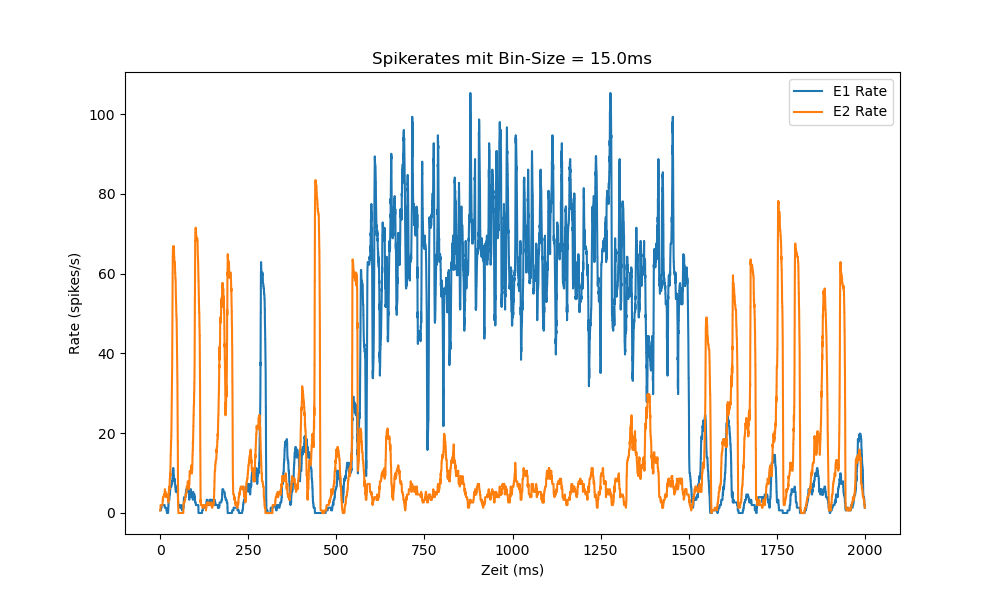 Spikerates mit Bin-Size = 15.0ms
E1 Rate
E2 Rate
100
80
60
40
20
0
Rate (spikes/s)
0 250 500 750 1000 1250 1500 1750 2000
Zeit (ms)